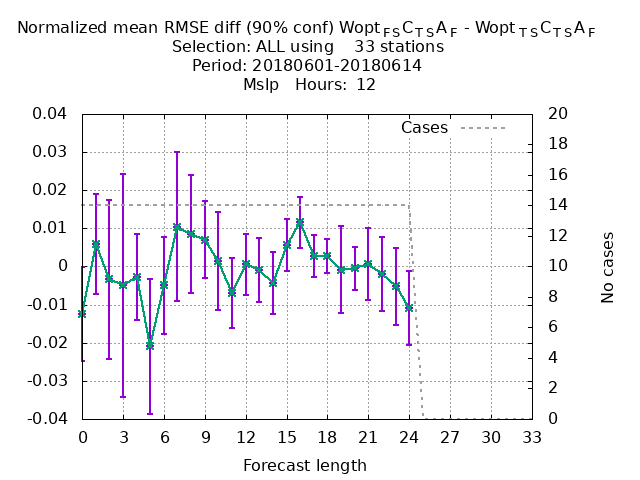 Normalized mean RMSE diff (90% conf) Wopt FS C TS A F - Wopt TS C TS A F
Selection: ALL using 33 stations
Period: 20180601-20180614
Mslp Hours: 12
Cases
0.04
0.03
0.02
0.01
0
-0.01
-0.02
-0.03
-0.04
20
18
16
14
12
10
8
6
4
2
0
No cases
0 3 6 9 12 15 18 21 24 27 30 33
Forecast length